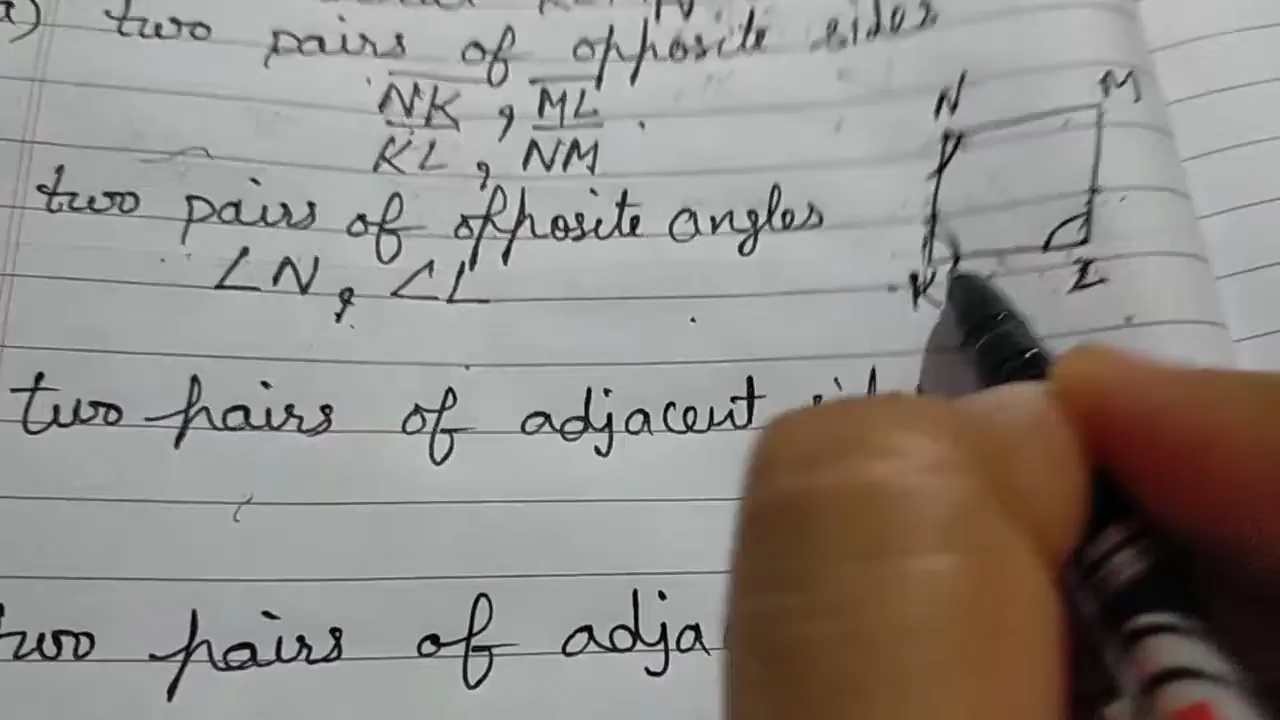 two pairs of opposite sides
NK, ML
KL, NM
two pairs of opposite angles
∠N, ∠L
two pairs of adjacent
two pairs of adja
N M
K L